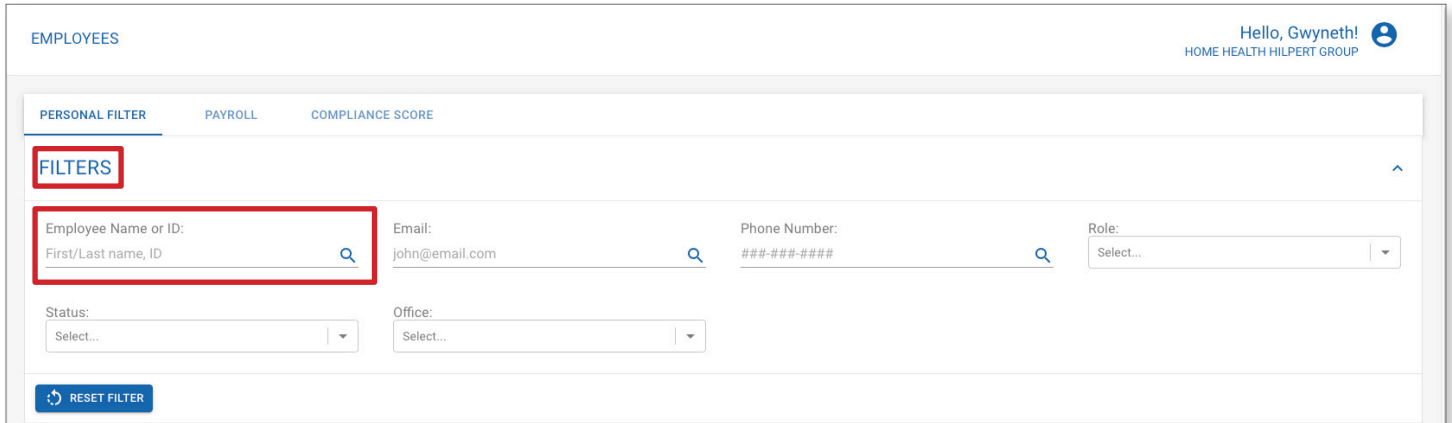 EMPLOYEES
Hello, Gwyneth!
HOME HEALTH HILPERT GROUP
PERSONAL FILTER PAYROLL COMPLIANCE SCORE
FILTERS
Employee Name or ID: Email: Phone Number: Role:
First/Last name, ID john@email.com ###-###-#### Select...
Status: Office:
Select... Select...
RESET FILTER